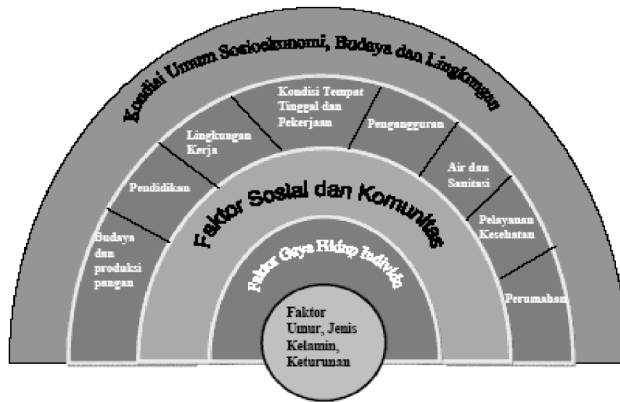 Kondisi Umum Sosioekonomi, Budaya dan Lingkungan
Kondisi Tempat
Tinggal dan
Pekerjaan
Lingkungan
Kerja
Pengangguran
Pendidikan
Air dan
Sanitasi
Budaya
dan
produksi
pangan
Pelayanan
Kesehatan
Perumahan
Faktor Sosial dan Komunitas
Faktor Gaya Hidup Individu
Faktor
Umur, Jenis
Kelamin,
Keturunan